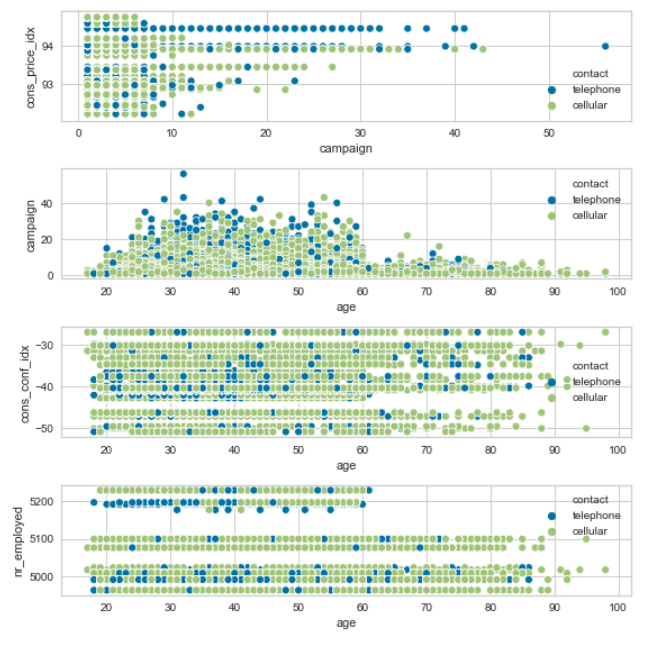 cons_price_idx
94
93
contact
telephone
cellular
0 10 20 30 40 50
campaign
campaign
40
20
0
contact
telephone
cellular
20 30 40 50 60 70 80 90 100
age
cons_conf_idx
−30
−40
−50
contact
telephone
cellular
20 30 40 50 60 70 80 90 100
age
nr_employed
5200
5100
5000
contact
telephone
cellular
20 30 40 50 60 70 80 90 100
age